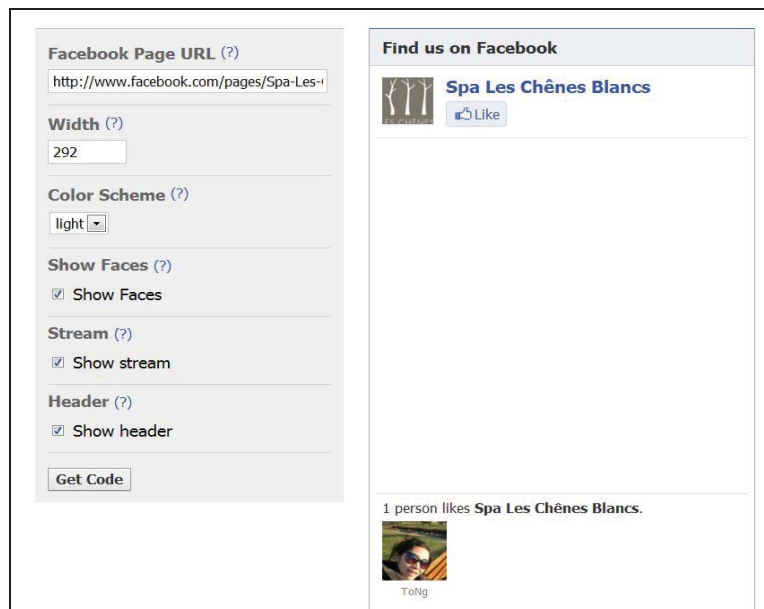 Facebook Page URL (?)
http://www.facebook.com/pages/Spa-Les-
Width (?)
292
Color Scheme (?)
light
Show Faces (?)
Show Faces
Stream (?)
Show stream
Header (?)
Show header
Get Code
Find us on Facebook
Spa Les Chênes Blancs
LES CHÊNES
Like
1 person likes Spa Les Chênes Blancs.
ToNg